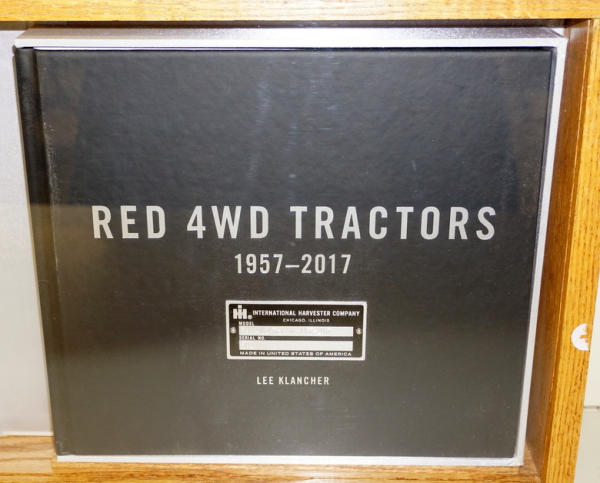 RED 4WD TRACTORS
1957–2017
IH. INTERNATIONAL HARVESTER COMPANY
CHICAGO, ILLINOIS
MODEL
SERIAL NO.
MADE IN UNITED STATES OF AMERICA
LEE KLANCHER